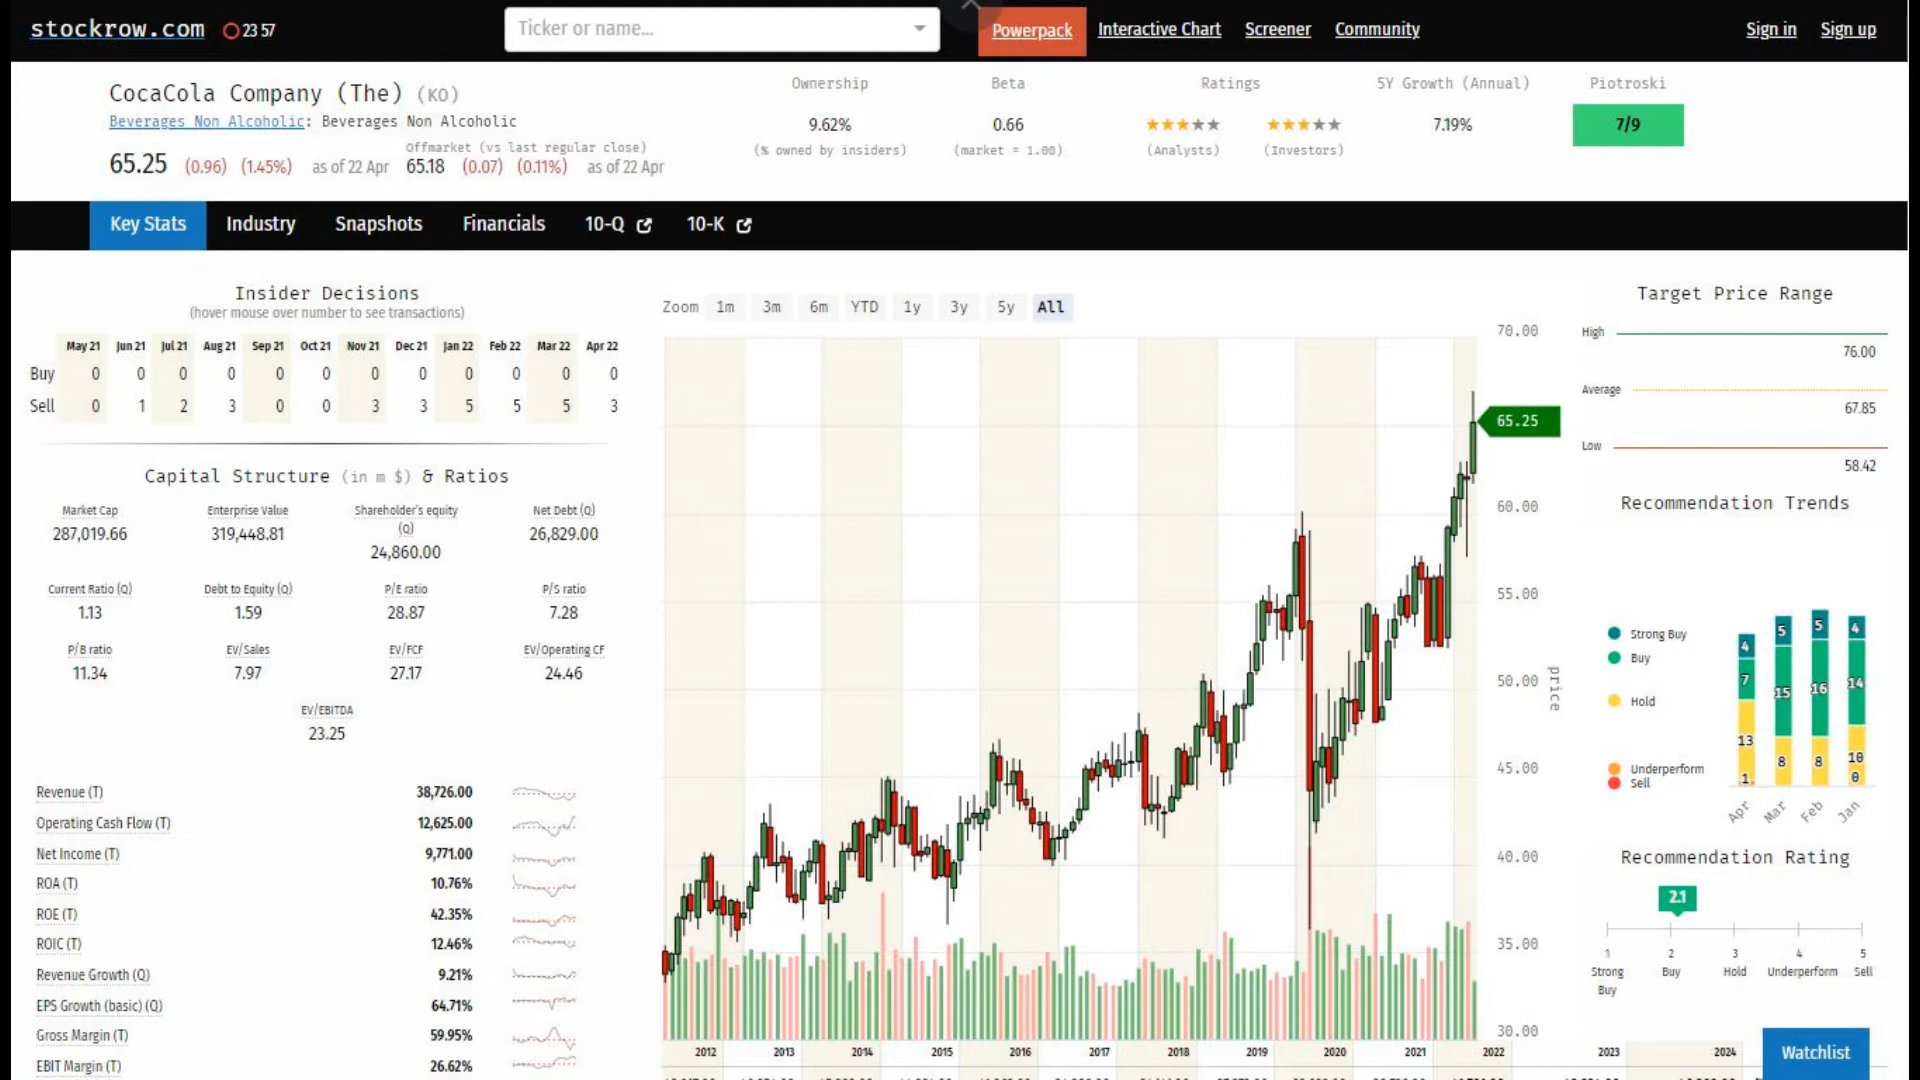 stockrow.com 23 57
Ticker or name...
Powerpack Interactive Chart Screener Community
Sign in Sign up
CocaCola Company (The) (KO)
Beverages Non Alcoholic: Beverages Non Alcoholic
Offmarket (vs last regular close)
65.25 (0.96) (1.45%) as of 22 Apr 65.18 (0.07) (0.11%) as of 22 Apr
Ownership
9.62%
(% owned by insiders)
Beta
0.66
(market = 1.00)
Ratings
(Analysts) (Investors)
5Y Growth (Annual)
7.19%
Piotroski
7/9
Key Stats Industry Snapshots Financials 10-Q 10-K
Insider Decisions
(hover mouse over number to see transactions)
May 21 Jun 21 Jul 21 Aug 21 Sep 21 Oct 21 Nov 21 Dec 21 Jan 22 Feb 22 Mar 22 Apr 22
Buy 0 0 0 0 0 0 0 0 0 0 0 0
Sell 0 1 2 3 0 0 3 3 5 5 5 3
Capital Structure (in m $) & Ratios
Market Cap Enterprise Value Shareholder's equity (Q) Net Debt (Q)
287,019.66 319,448.81 24,860.00 26,829.00
Current Ratio (Q) Debt to Equity (Q) P/E ratio P/S ratio
1.13 1.59 28.87 7.28
P/B ratio EV/Sales EV/FCF EV/Operating CF
11.34 7.97 27.17 24.46
EV/EBITDA
23.25
Revenue (T) 38,726.00
Operating Cash Flow (T) 12,625.00
Net Income (T) 9,771.00
ROA (T) 10.76%
ROE (T) 42.35%
ROIC (T) 12.46%
Revenue Growth (Q) 9.21%
EPS Growth (basic) (Q) 64.71%
Gross Margin (T) 59.95%
EBIT Margin (T) 26.62%
Zoom 1m 3m 6m YTD 1y 3y 5y All
70.00
65.25
60.00
55.00
50.00
price
45.00
40.00
35.00
30.00
2012 2013 2014 2015 2016 2017 2018 2019 2020 2021 2022 2023 2024
Target Price Range
High
76.00
Average
67.85
Low
58.42
Recommendation Trends
Strong Buy
Buy
Hold
Underperform
Sell
4 5 5 4
7 15 16 14
13 8 8 10
1 0
Apr Mar Feb Jan
Recommendation Rating
2.1
1 2 3 4 5
Strong Buy Buy Hold Underperform Sell
Watchlist